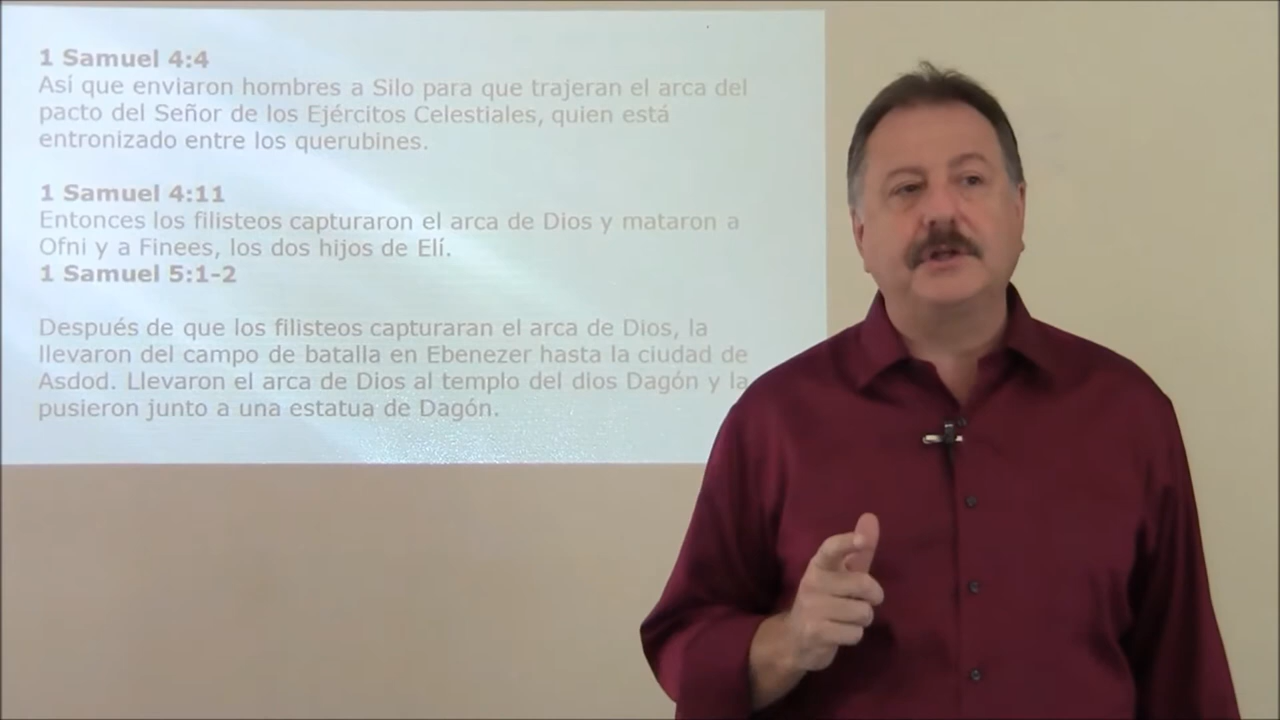 1 Samuel 4:4
Así que enviaron hombres a Silo para que trajeran el arca del
pacto del Señor de los Ejércitos Celestiales, quien está
entronizado entre los querubines.
1 Samuel 4:11
Entonces los filisteos capturaron el arca de Dios y mataron a
Ofni y a Finees, los dos hijos de Elí.
1 Samuel 5:1-2
Después de que los filisteos capturaran el arca de Dios, la
llevaron del campo de batalla en Ebenezer hasta la ciudad de
Asdod. Llevaron el arca de Dios al templo del dios Dagón y la
pusieron junto a una estatua de Dagón.